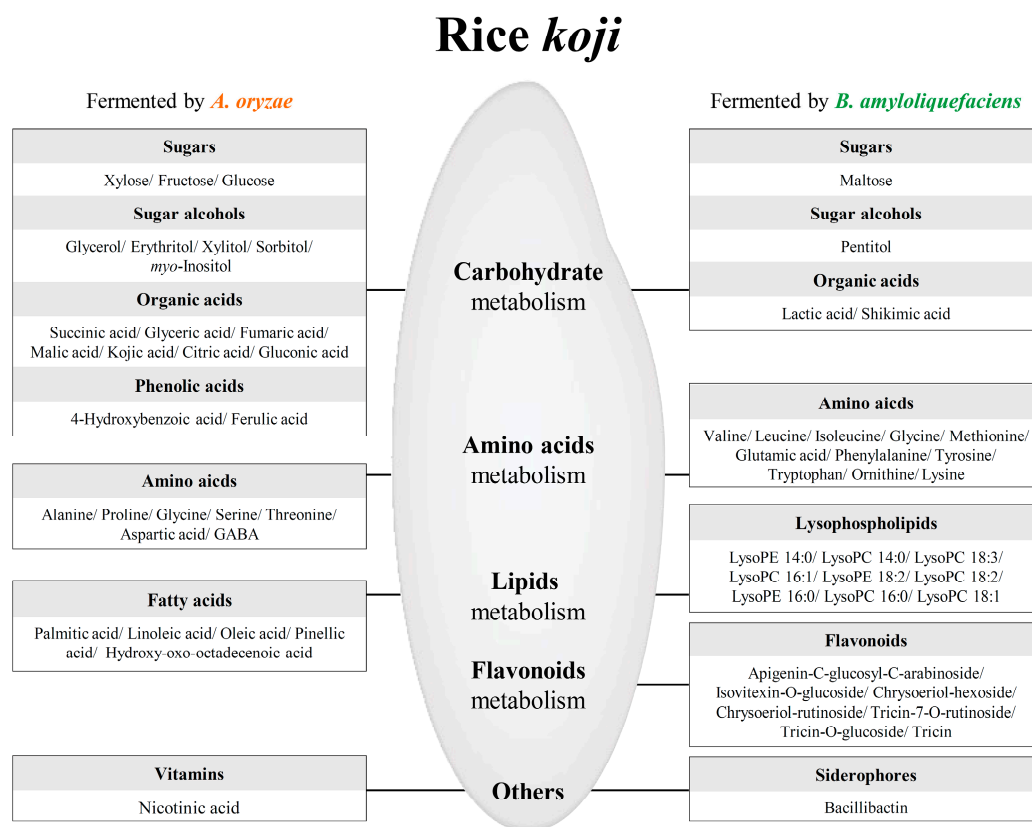 Rice koji
Fermented by A. oryzae
Sugars
Xylose/ Fructose/ Glucose
Sugar alcohols
Glycerol/ Erythritol/ Xylitol/ Sorbitol/
myo-Inositol
Organic acids
Succinic acid/ Glyceric acid/ Fumaric acid/
Malic acid/ Kojic acid/ Citric acid/ Gluconic acid
Phenolic acids
4-Hydroxybenzoic acid/ Ferulic acid
Amino aicds
Alanine/ Proline/ Glycine/ Serine/ Threonine/
Aspartic acid/ GABA
Fatty acids
Palmitic acid/ Linoleic acid/ Oleic acid/ Pinellic
acid/ Hydroxy-oxo-octadecenoic acid
Vitamins
Nicotinic acid
Carbohydrate
metabolism
Amino acids
metabolism
Lipids
metabolism
Flavonoids
metabolism
Others
Fermented by B. amyloliquefaciens
Sugars
Maltose
Sugar alcohols
Pentitol
Organic acids
Lactic acid/ Shikimic acid
Amino aicds
Valine/ Leucine/ Isoleucine/ Glycine/ Methionine/
Glutamic acid/ Phenylalanine/ Tyrosine/
Tryptophan/ Ornithine/ Lysine
Lysophospholipids
LysoPE 14:0/ LysoPC 14:0/ LysoPC 18:3/
LysoPC 16:1/ LysoPE 18:2/ LysoPC 18:2/
LysoPE 16:0/ LysoPC 16:0/ LysoPC 18:1
Flavonoids
Apigenin-C-glucosyl-C-arabinoside/
Isovitexin-O-glucoside/ Chrysoeriol-hexoside/
Chrysoeriol-rutinoside/ Tricin-7-O-rutinoside/
Tricin-O-glucoside/ Tricin
Siderophores
Bacillibactin